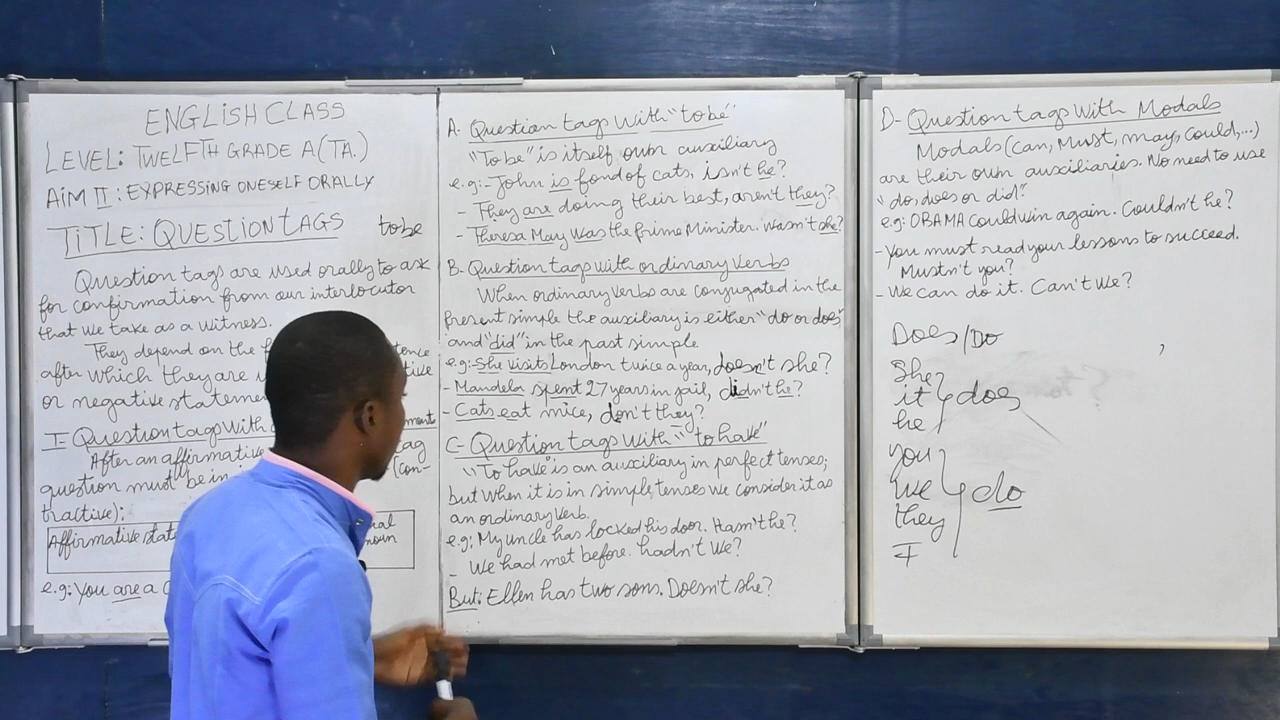 ENGLISH CLASS
LEVEL: TWELFTH GRADE A (TA.)
AIM II : EXPRESSING ONESELF ORALLY
TITLE: QUESTION TAGS to be
Question tags are used orally to ask
for confirmation from our interlocutor
that we take as a witness.
They depend on the
after which they are
or negative
I- Question tags with
After an affirmative tag
question must be in (con-
tractive):
Affirmative noun
e.g: You are a
A- Question tags with "to be"
"To be" is itself own auxiliary
e.g:- John is fond of cats, isn't he?
- They are doing their best, aren't they?
- Theresa May was the prime Minister. Wasn't she?
B- Question tags with ordinary verbs
When ordinary verbs are conjugated in the
present simple the auxiliary is either "do or does"
and "did" in the past simple
e.g:- She visits London twice a year, doesn't she?
- Mandela spent 27 years in jail, didn't he?
- Cats eat mice, don't they?
C- Question tags with "to have"
"To have" is an auxiliary in perfect tenses;
but when it is in simple tenses we consider it as
an ordinary verb.
e.g: My uncle has locked his door. Hasn't he?
- We had met before. hadn't we?
But: Ellen has two sons. Doesn't she?
D- Question tags with Modals
Modals (can, Must, may, Could,...)
are their own auxiliaries. No need to use
"do, does or did".
e.g: OBAMA could win again. Couldn't he?
- You must read your lessons to succeed.
Mustn't you?
- We can do it. Can't we?
Does/Do
She
it does
he
you
we do
they
I